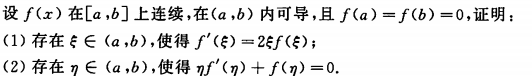 设 f(x) 在[a,b]上连续,在(a,b)内可导,且 f(a)=f(b)=0,证明:
(1) 存在 ξ∈(a,b),使得 f′(ξ)=2ξf(ξ);
(2) 存在 η∈(a,b),使得 ηf′(η)+f(η)=0.